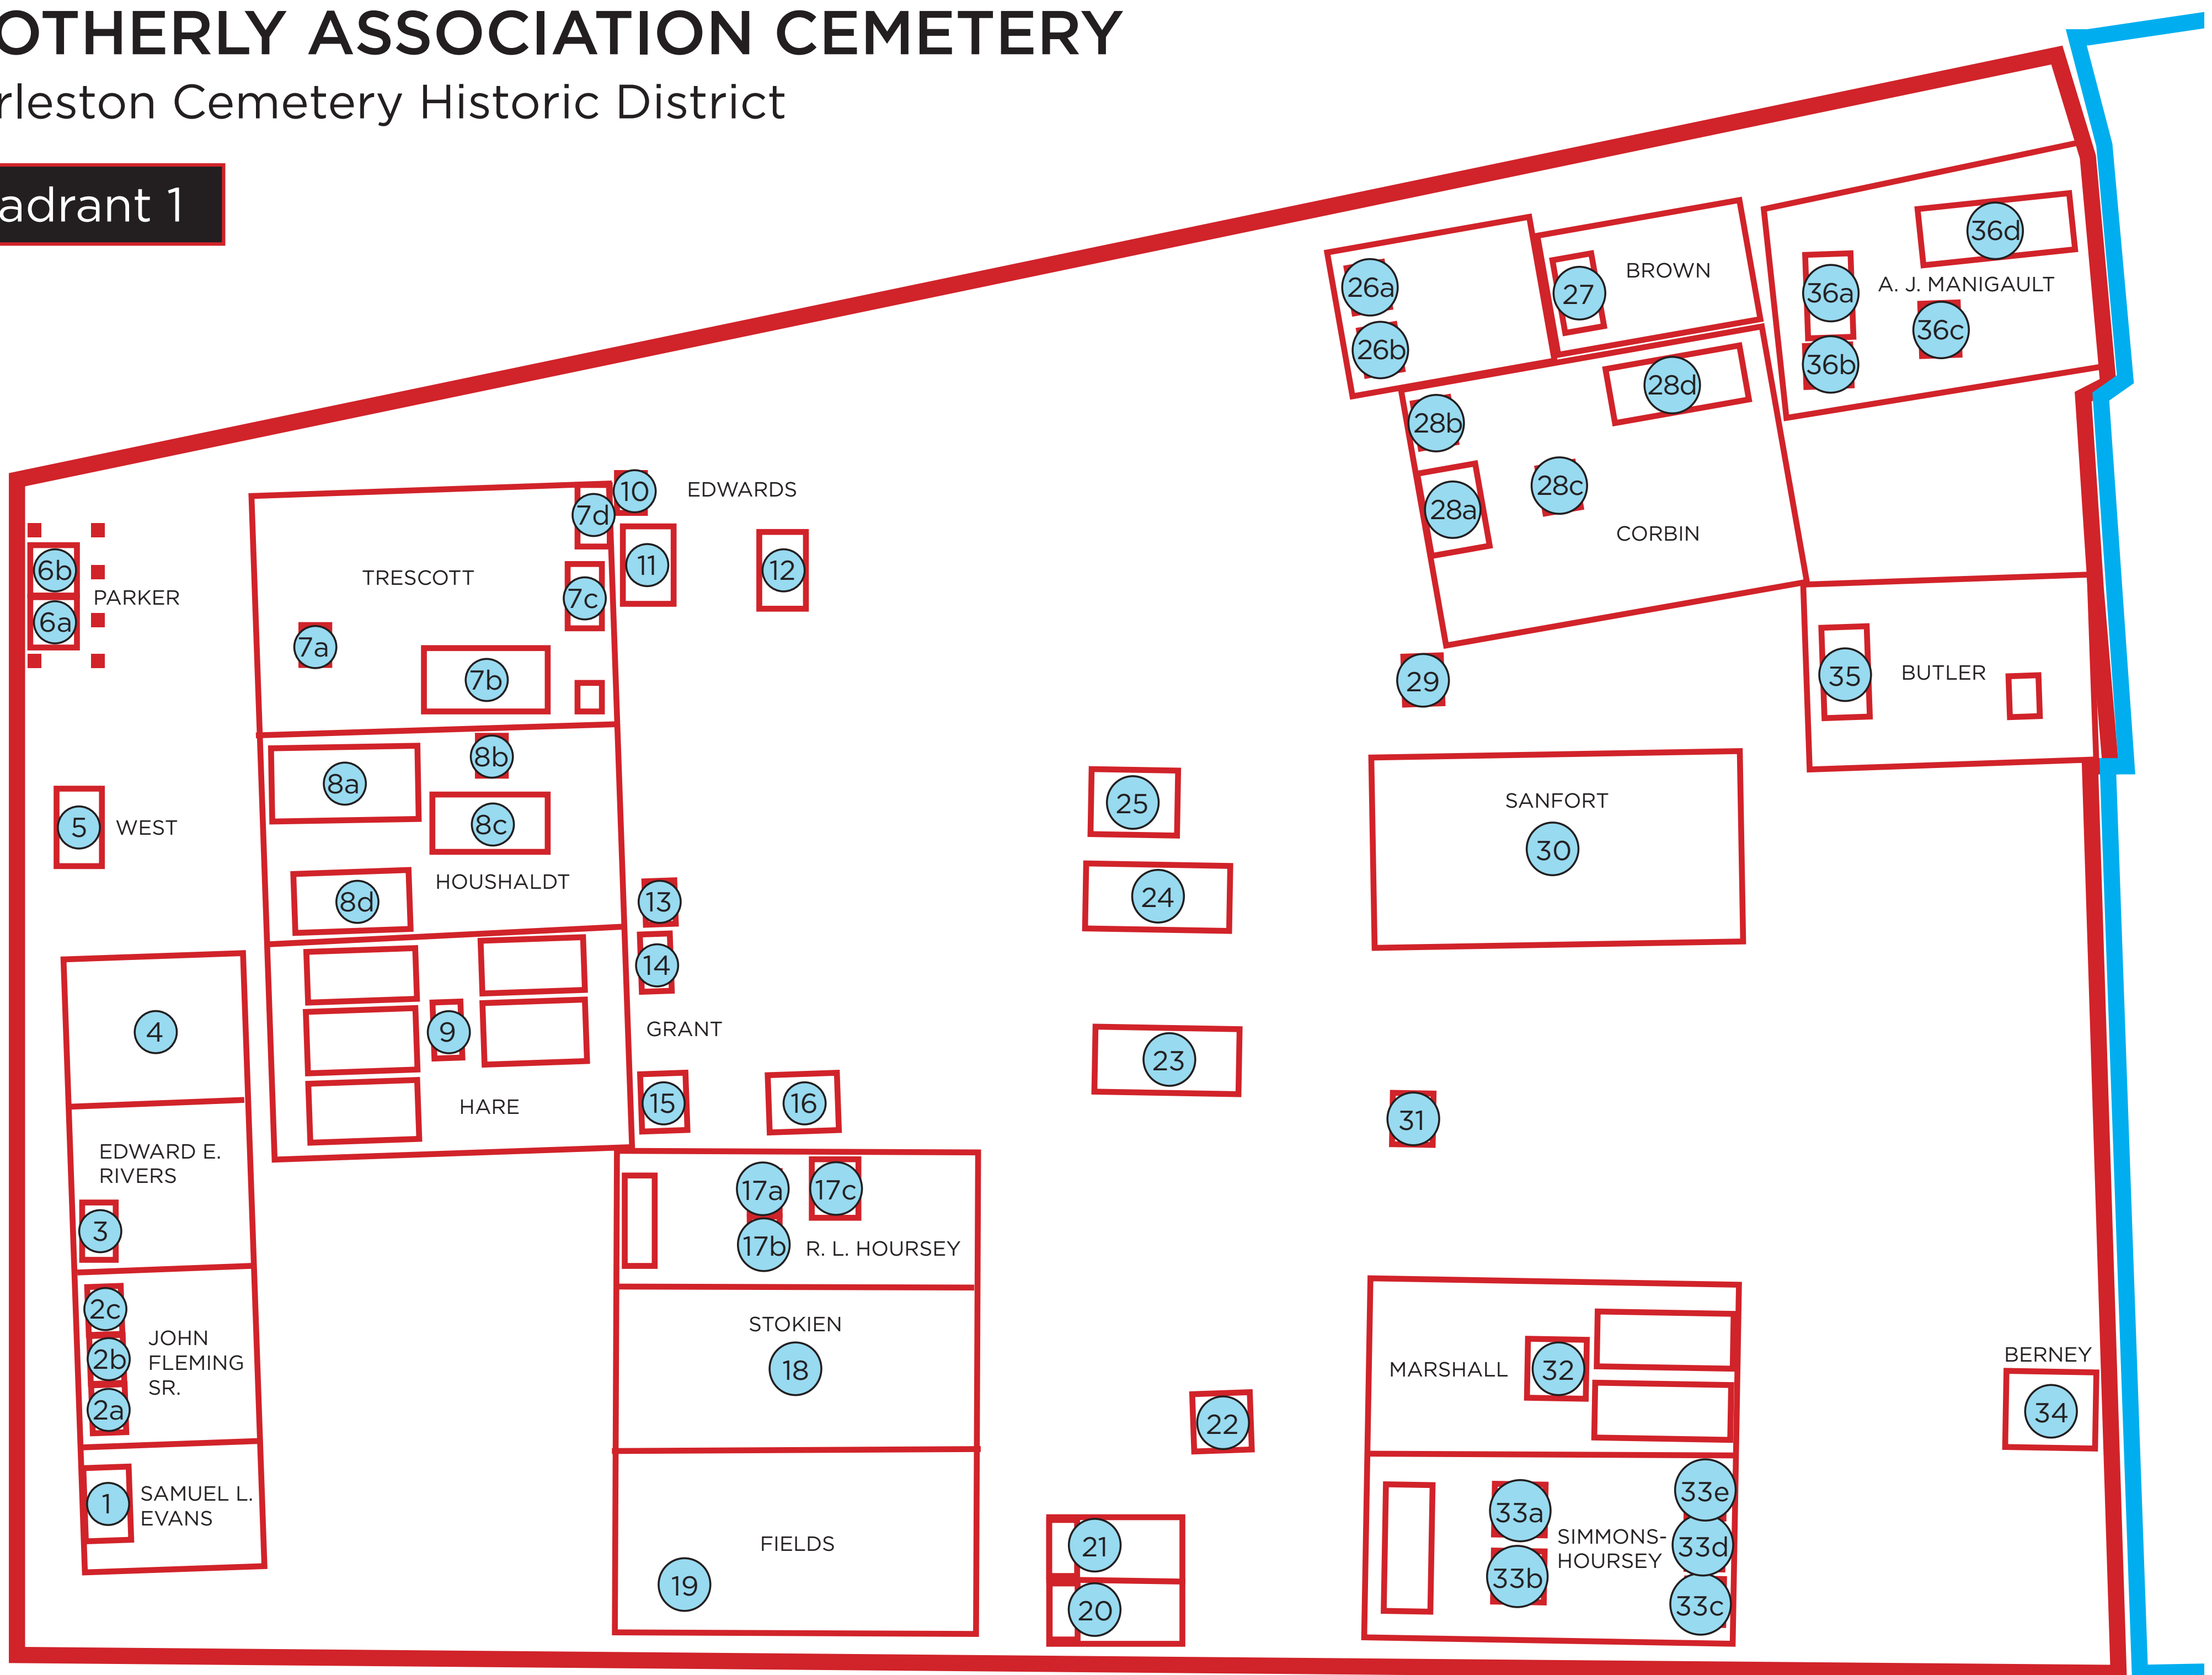 OTHERLY ASSOCIATION CEMETERY
rleston Cemetery Historic District
adrant 1
36d
26a
27
BROWN
36a
A. J. MANIGAULT
36c
26b
36b
28d
28b
10
EDWARDS
28c
7d
28a
CORBIN
11
12
6b
TRESCOTT
PARKER
7c
6a
7a
7b
29
35
BUTLER
8b
8a
25
SANFORT
8c
5
WEST
30
HOUSHALDT
24
8d
13
14
4
9
GRANT
23
15
16
HARE
31
EDWARD E.
RIVERS
17a
17c
3
17b
R. L. HOURSEY
2c
STOKIEN
JOHN
FLEMING
SR.
2b
18
MARSHALL
32
BERNEY
2a
34
22
33e
SAMUEL L.
EVANS
1
33a
SIMMONS-
HOURSEY
FIELDS
21
33d
33b
19
20
33c